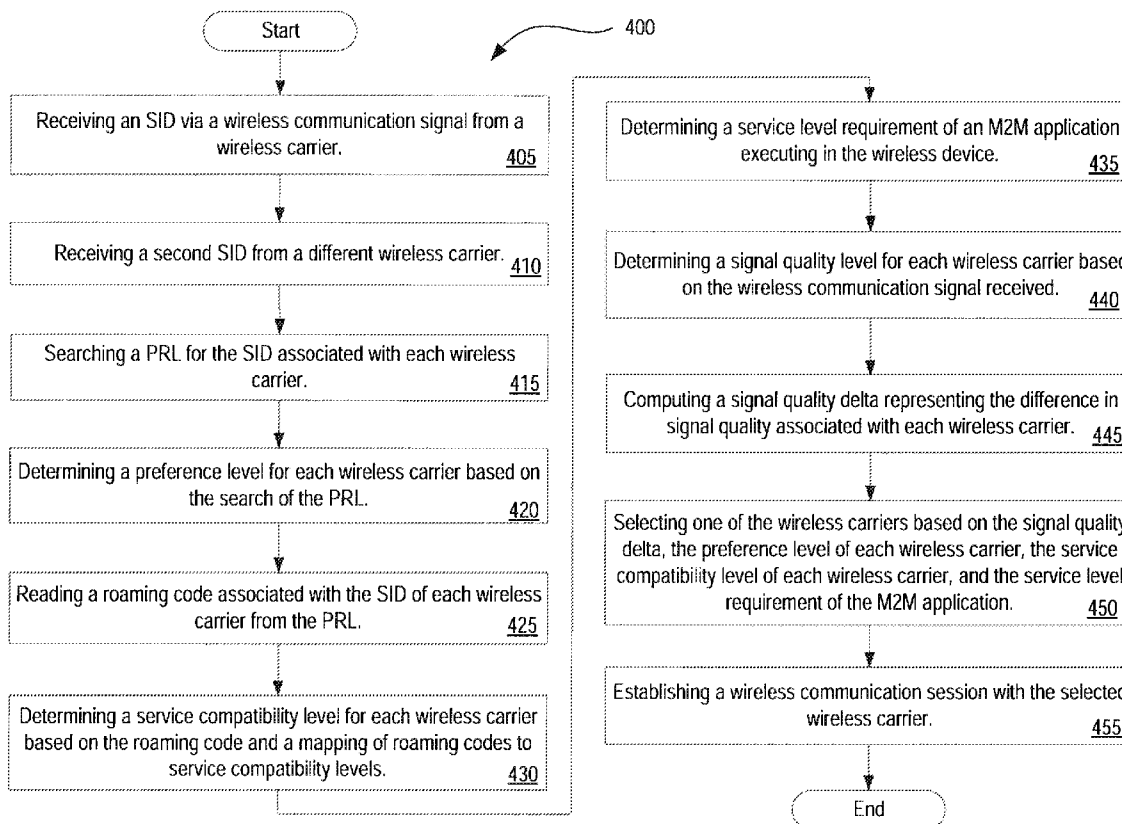 Start
400
Receiving an SID via a wireless communication signal from a
wireless carrier.
405
Receiving a second SID from a different wireless carrier.
410
Searching a PRL for the SID associated with each wireless
carrier.
415
Determining a preference level for each wireless carrier based on
the search of the PRL.
420
Reading a roaming code associated with the SID of each wireless
carrier from the PRL.
425
Determining a service compatibility level for each wireless carrier
based on the roaming code and a mapping of roaming codes to
service compatibility levels.
430
Determining a service level requirement of an M2M application
executing in the wireless device.
435
Determining a signal quality level for each wireless carrier based
on the wireless communication signal received.
440
Computing a signal quality delta representing the difference in
signal quality associated with each wireless carrier.
445
Selecting one of the wireless carriers based on the signal quality
delta, the preference level of each wireless carrier, the service
compatibility level of each wireless carrier, and the service level
requirement of the M2M application.
450
Establishing a wireless communication session with the selected
wireless carrier.
455
End